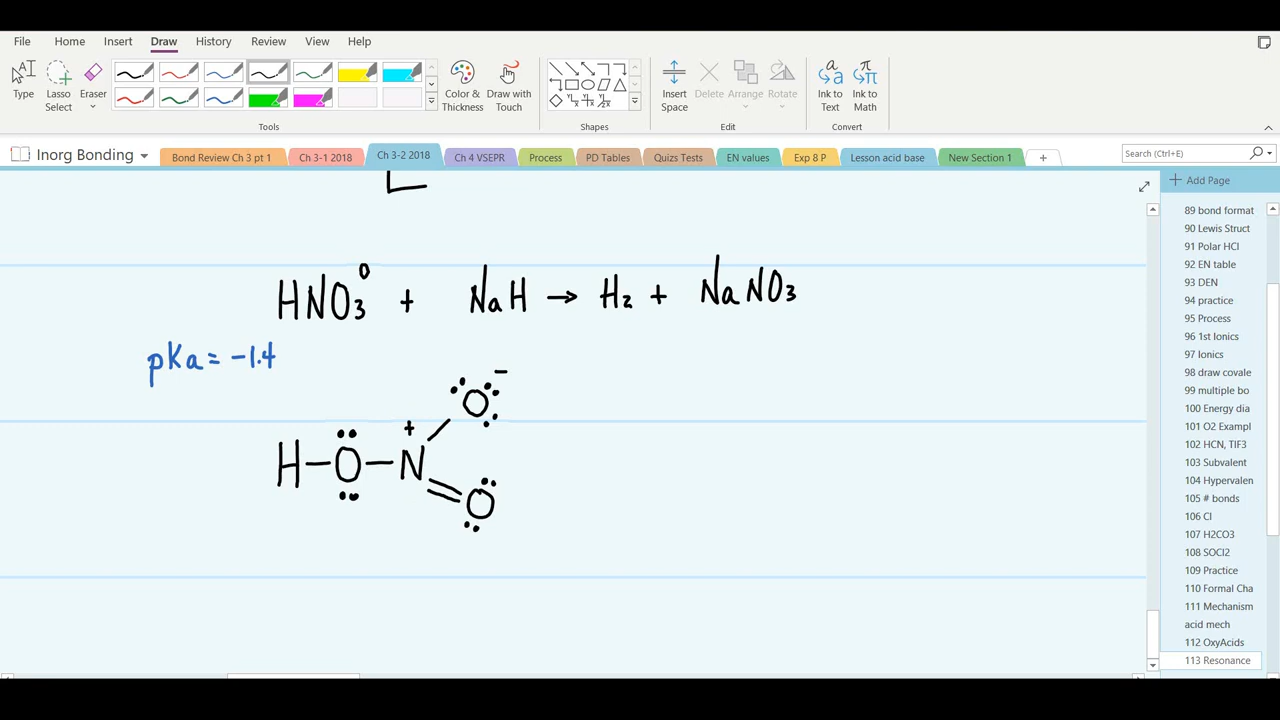 File Home Insert Draw History Review View Help
Type Lasso Select Eraser Color & Thickness Draw with Touch Insert Space Delete Arrange Rotate Ink to Text Ink to Math
Tools Shapes Edit Convert
Inorg Bonding Bond Review Ch 3 pt 1 Ch 3-1 2018 Ch 3-2 2018 Ch 4 VSEPR Process PD Tables Quizs Tests EN values Exp 8 P Lesson acid base New Section 1 + Search (Ctrl+E)
+ Add Page
89 bond format
90 Lewis Struct
91 Polar HCl
92 EN table
93 DEN
94 practice
95 Process
96 1st Ionics
97 Ionics
98 draw covale
99 multiple bo
100 Energy dia
101 O2 Exampl
102 HCN, TIF3
103 Subvalent
104 Hypervalen
105 # bonds
106 Cl
107 H2CO3
108 SOCl2
109 Practice
110 Formal Cha
111 Mechanism
acid mech
112 OxyAcids
113 Resonance
HNO₃⁰ + NaH → H₂ + NaNO₃
pKa = -1.4
O −
+
H – O – N
O